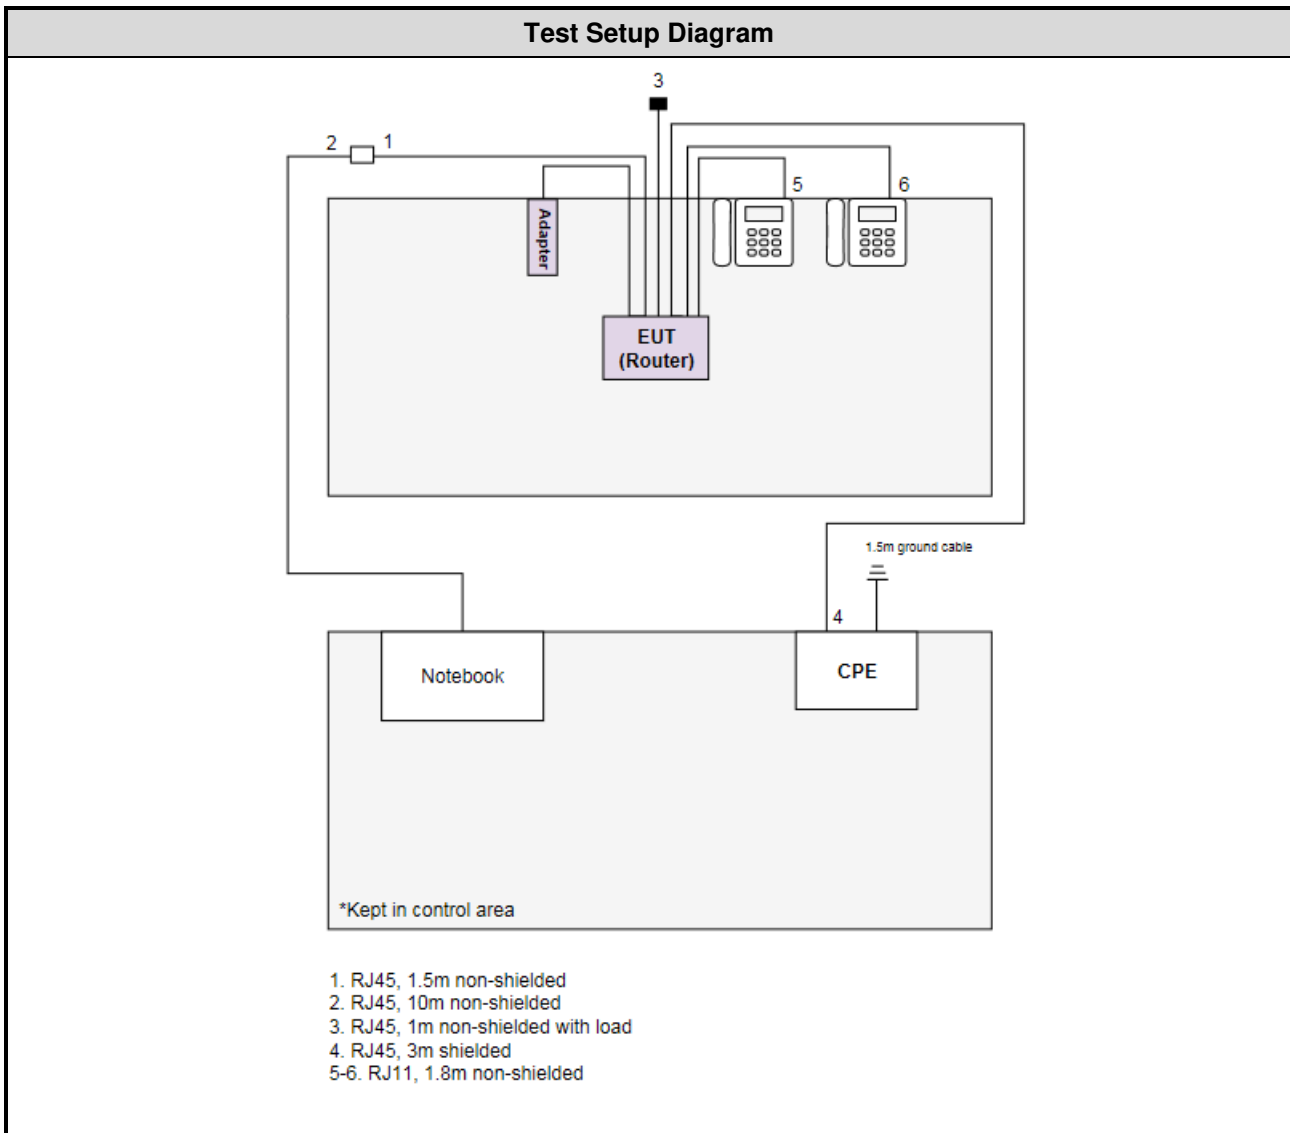 Test Setup Diagram
3
2
1
5
6
Adapter
EUT
(Router)
1.5m ground cable
4
Notebook
CPE
*Kept in control area
1. RJ45, 1.5m non-shielded
2. RJ45, 10m non-shielded
3. RJ45, 1m non-shielded with load
4. RJ45, 3m shielded
5-6. RJ11, 1.8m non-shielded